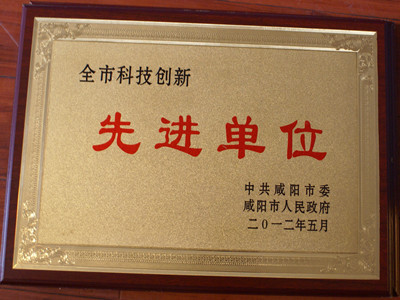 全市科技创新
先进单位
中共咸阳市委
咸阳市人民政府
二〇一二年五月